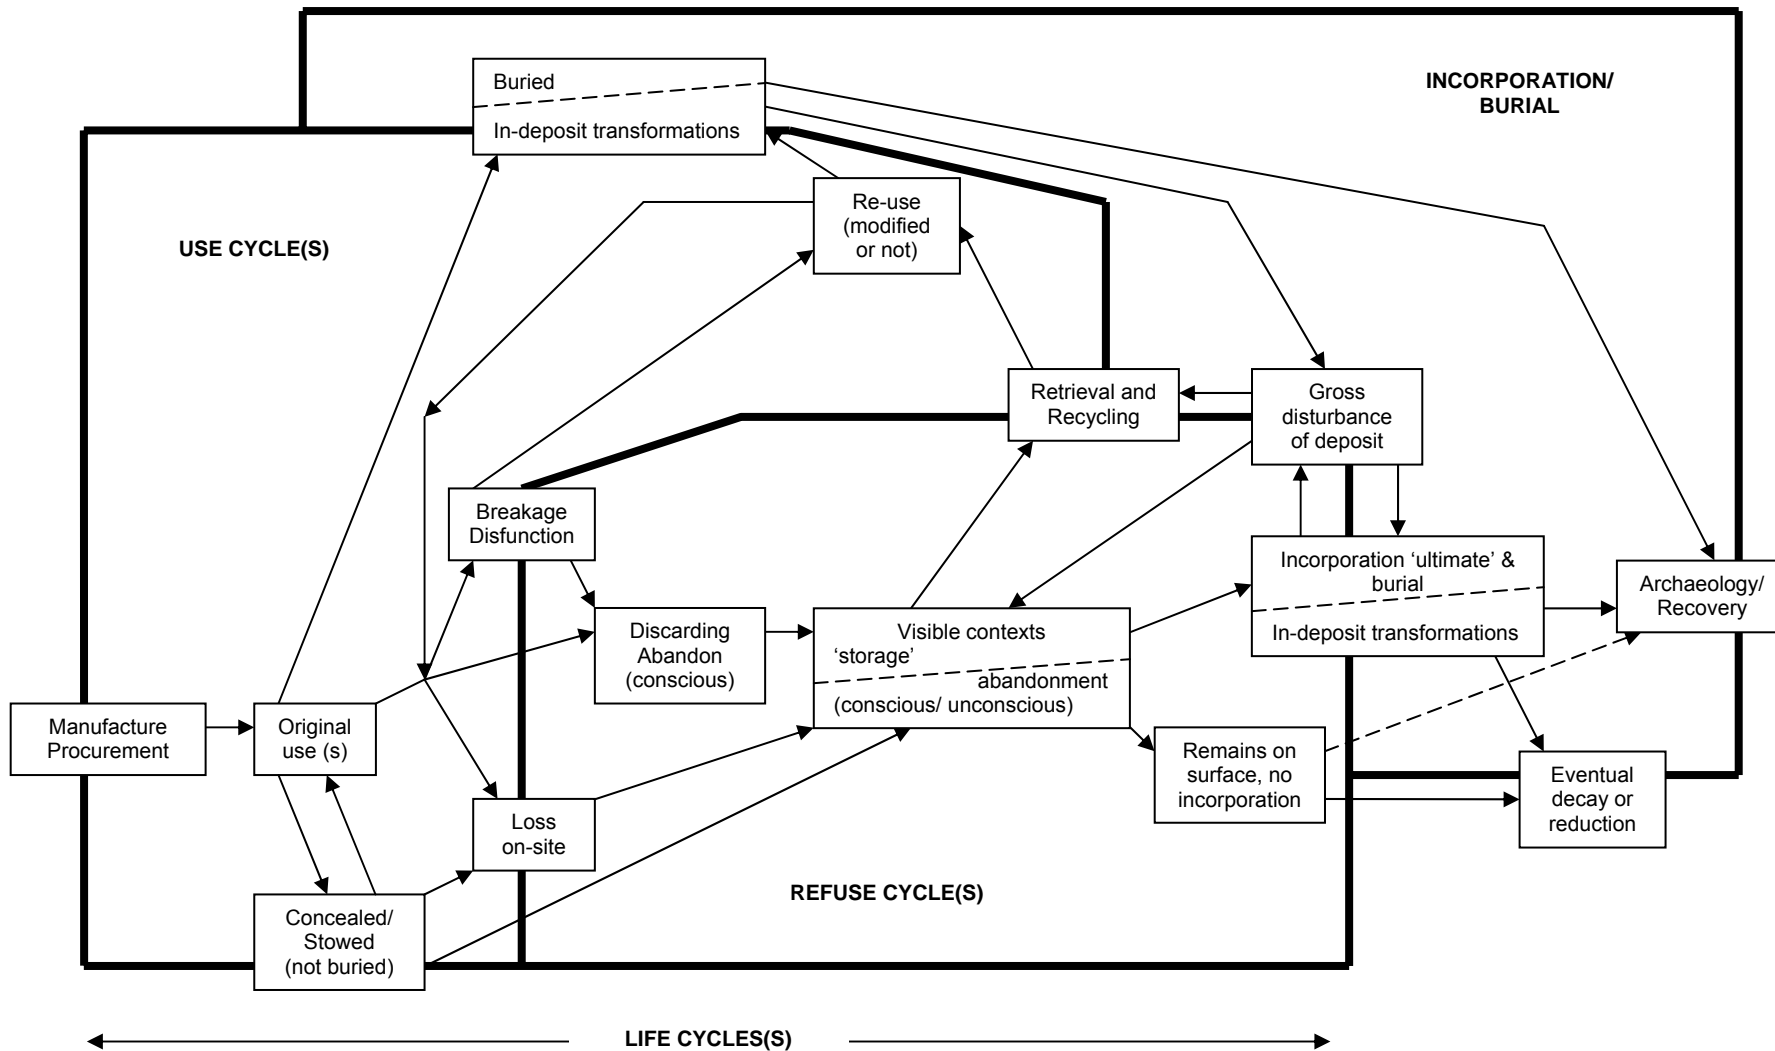 Buried
In-deposit transformations
INCORPORATION/
BURIAL
USE CYCLE(S)
Re-use
(modified
or not)
Retrieval and
Recycling
Gross
disturbance
of deposit
Breakage
Disfunction
Discarding
Abandon
(conscious)
Visible contexts
‘storage’
abandonment
(conscious/ unconscious)
Incorporation ‘ultimate’ &
burial
In-deposit transformations
Archaeology/
Recovery
Manufacture
Procurement
Original
use (s)
Remains on
surface, no
incorporation
Eventual
decay or
reduction
Loss
on-site
Concealed/
Stowed
(not buried)
REFUSE CYCLE(S)
LIFE CYCLES(S)